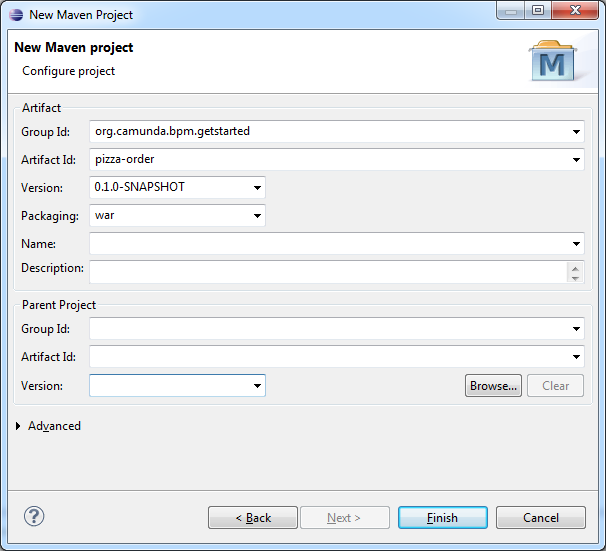 New Maven Project
New Maven project
Configure project
M
Artifact
Group Id: org.camunda.bpm.getstarted
Artifact Id: pizza-order
Version: 0.1.0-SNAPSHOT
Packaging: war
Name:
Description:
Parent Project
Group Id:
Artifact Id:
Version: Browse... Clear
Advanced
? < Back Next > Finish Cancel